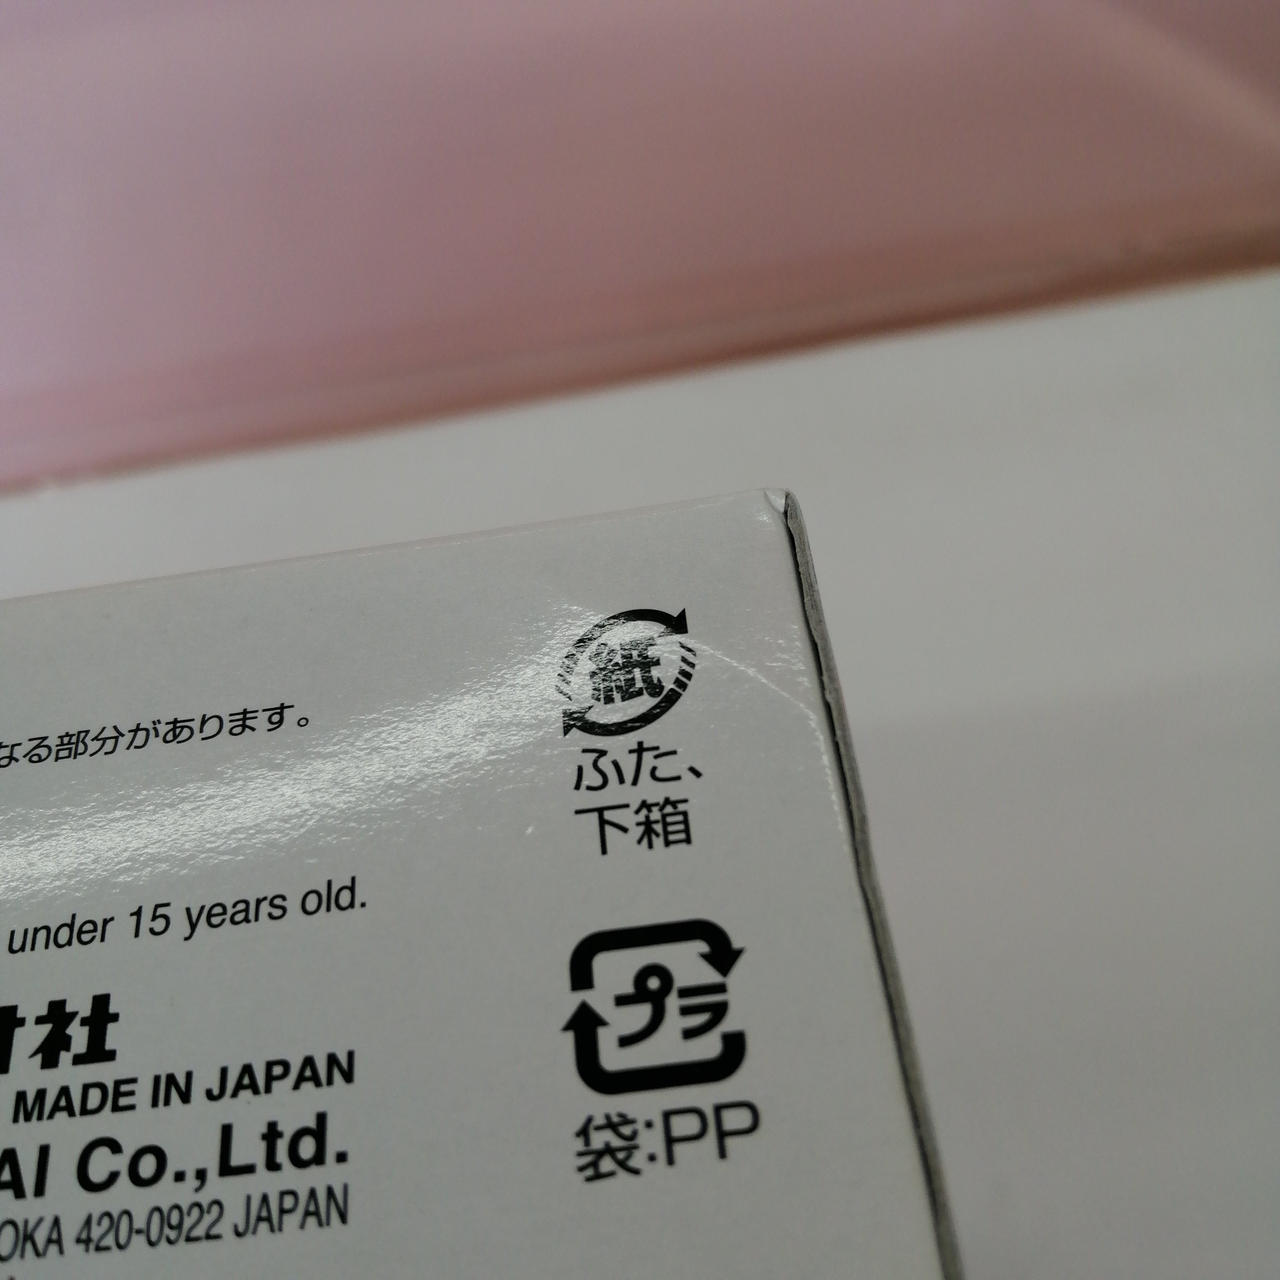 紙
ふた、
下箱
なる部分があります。
under 15 years old.
プラ
袋:PP
社
MADE IN JAPAN
AI Co.,Ltd.
OKA 420-0922 JAPAN